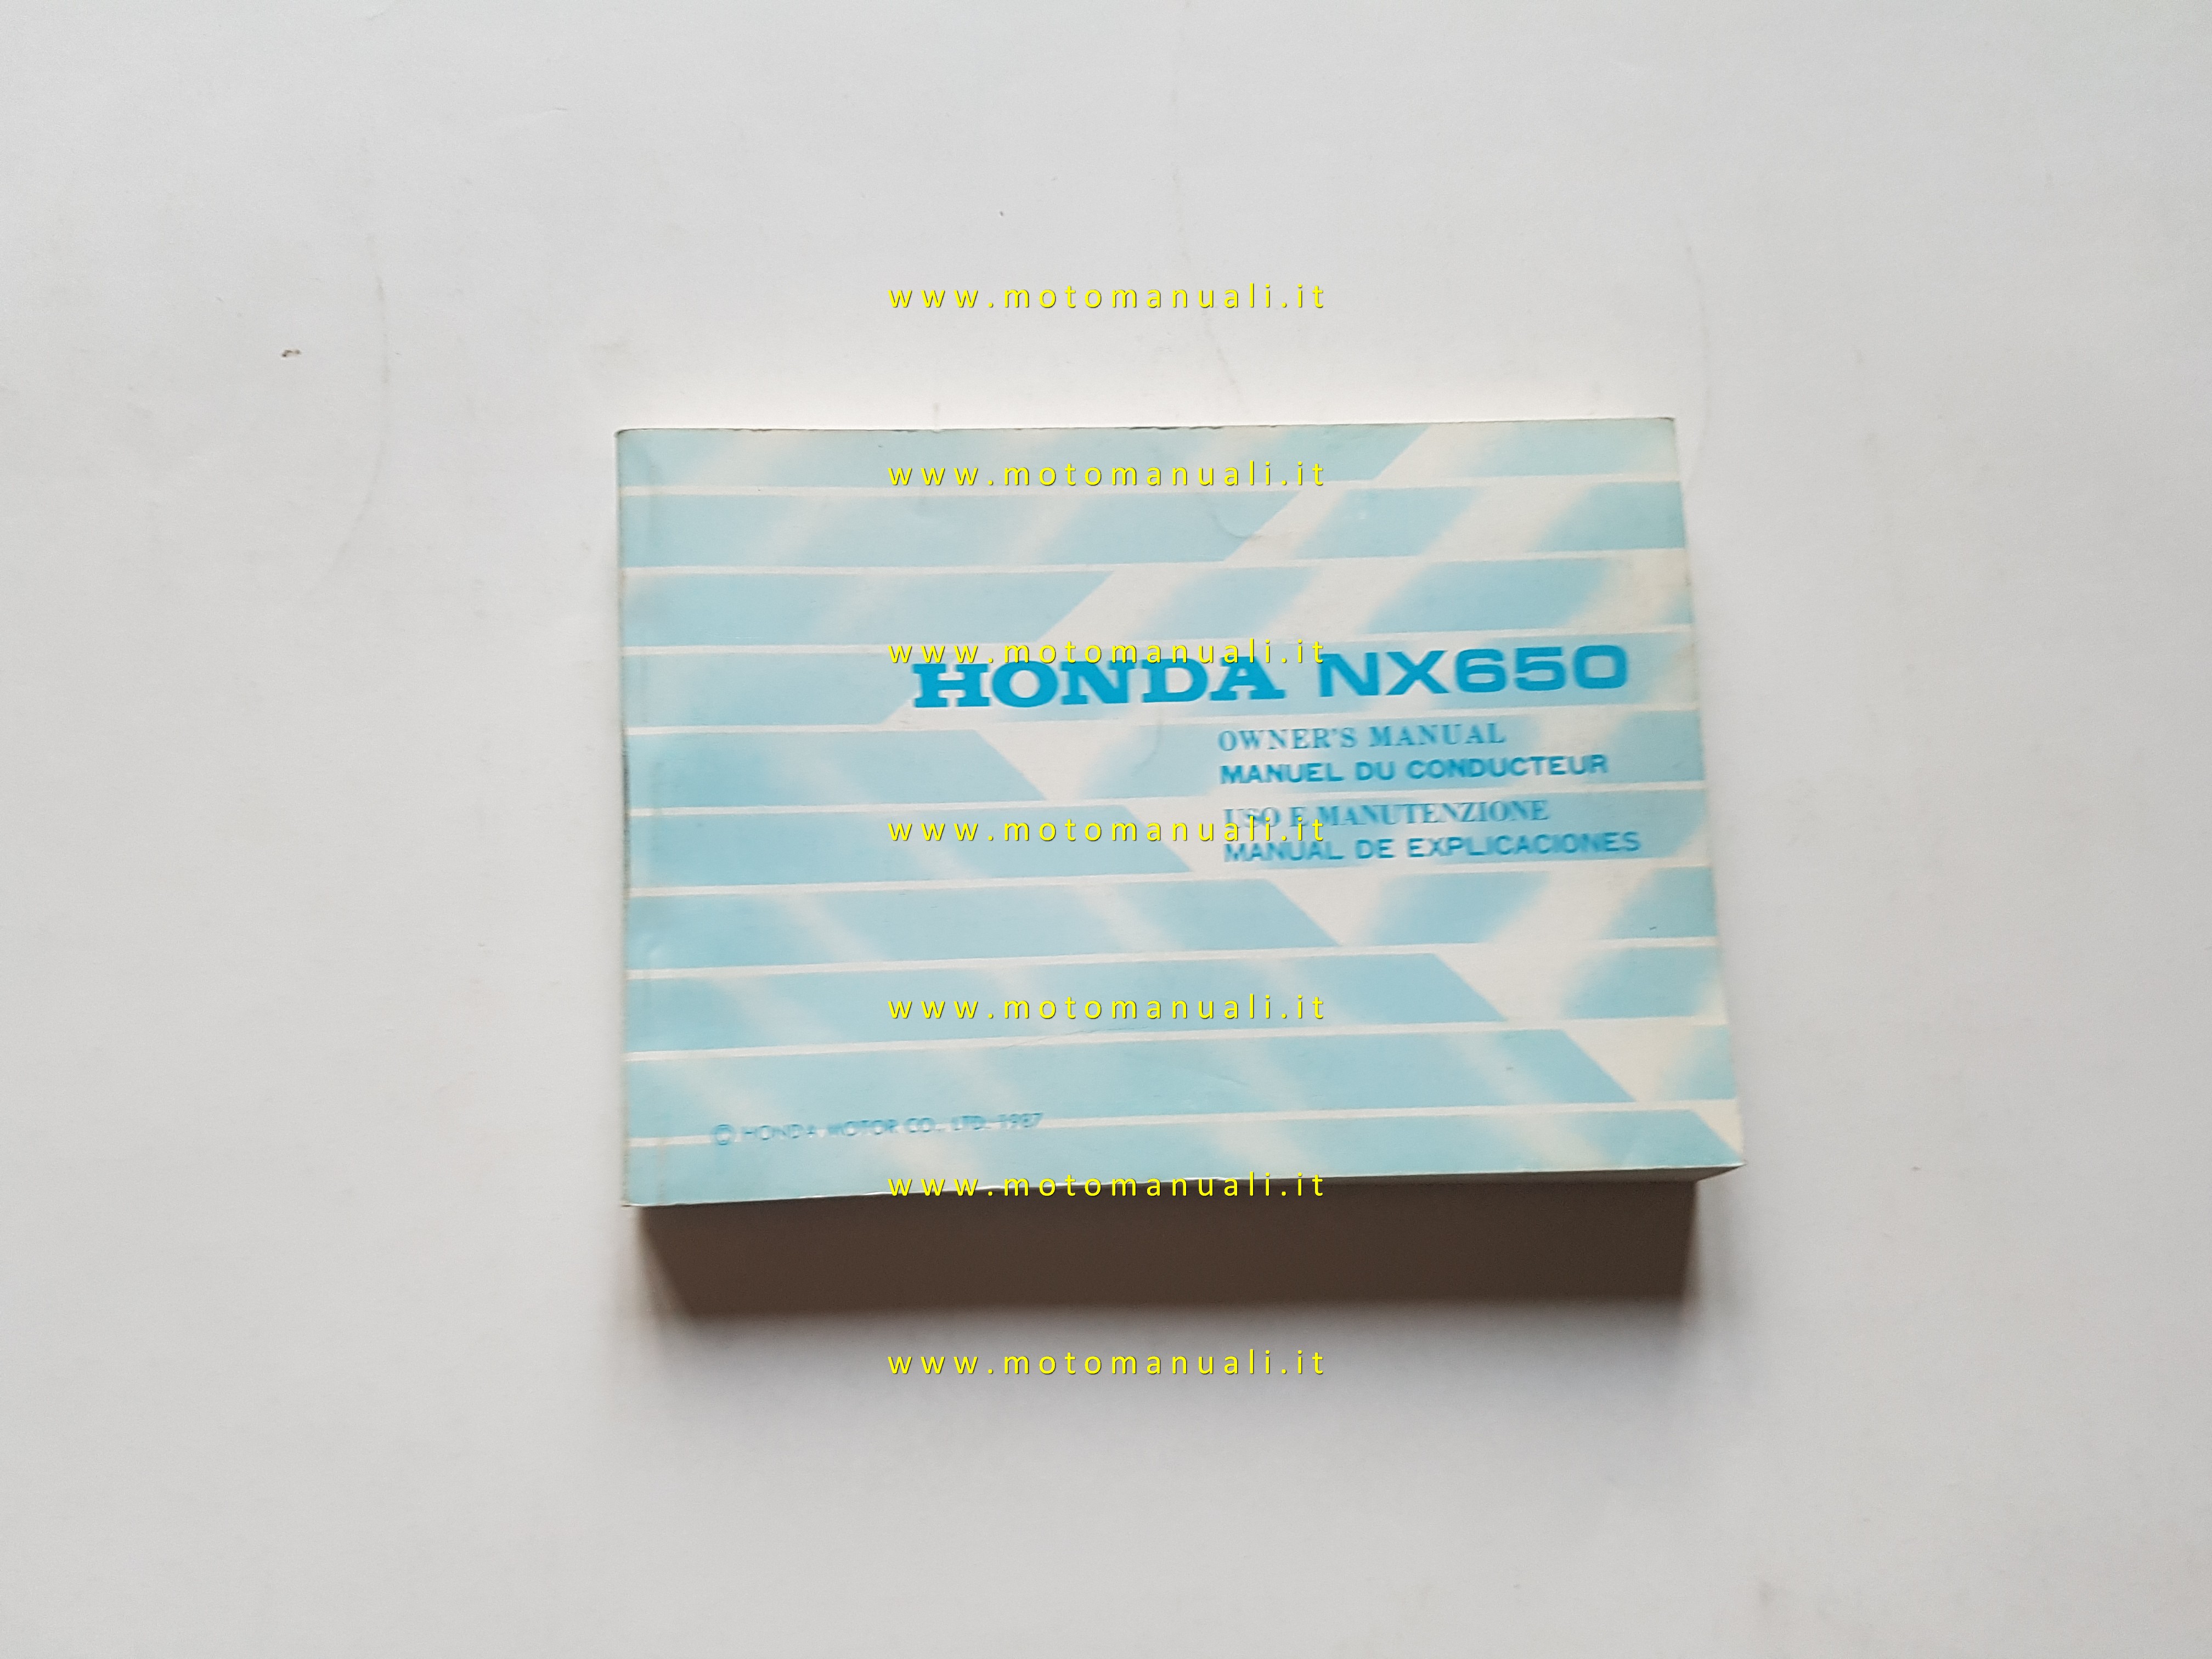 www.motomanuali.it
www.motomanuali.it
www.motomanuali.it
HONDA NX650
OWNER'S MANUAL
MANUEL DU CONDUCTEUR
USO E MANUTENZIONE
www.motomanuali.it
MANUAL DE EXPLICACIONES
www.motomanuali.it
© HONDA MOTOR CO., LTD. 1987
www.motomanuali.it
www.motomanuali.it